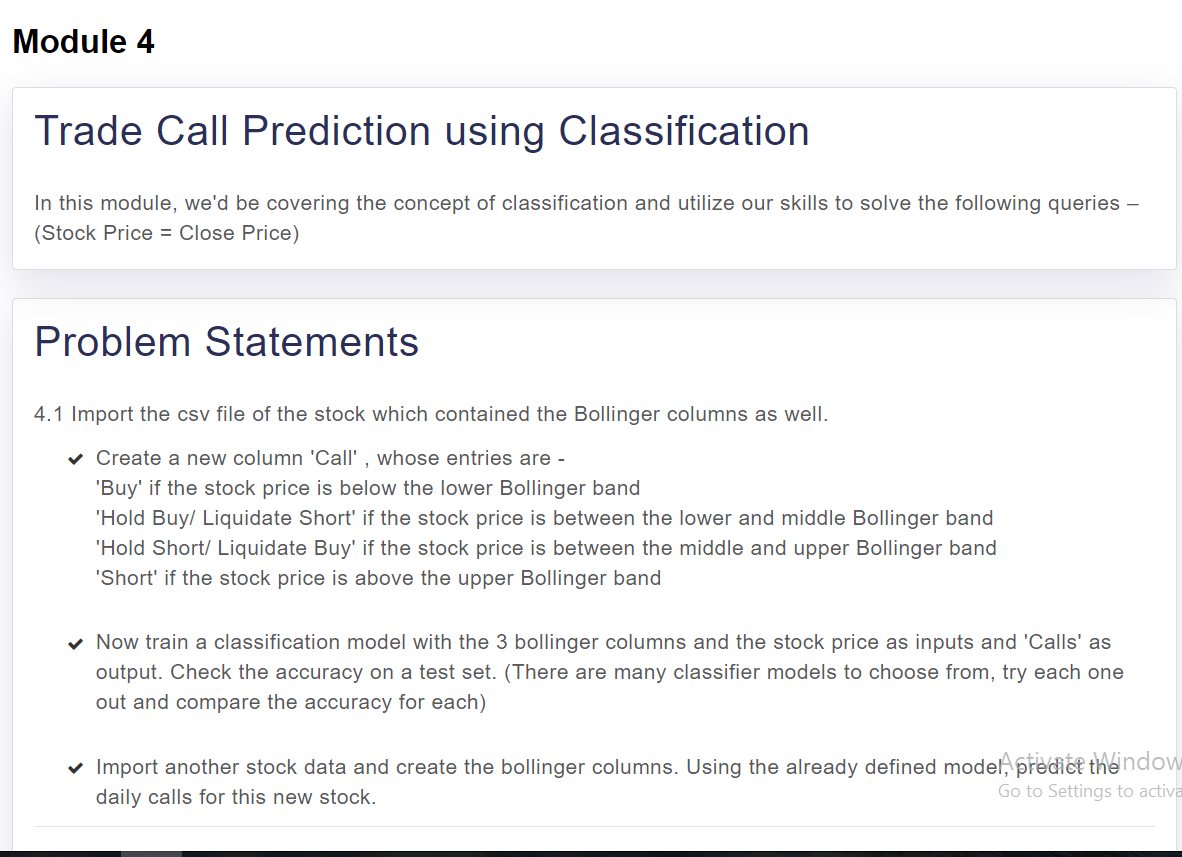 Module 4
Trade Call Prediction using Classification
In this module, we'd be covering the concept of classification and utilize our skills to solve the following queries –
(Stock Price = Close Price)
Problem Statements
4.1 Import the csv file of the stock which contained the Bollinger columns as well.
Create a new column 'Call' , whose entries are -
'Buy' if the stock price is below the lower Bollinger band
'Hold Buy/ Liquidate Short' if the stock price is between the lower and middle Bollinger band
'Hold Short/ Liquidate Buy' if the stock price is between the middle and upper Bollinger band
'Short' if the stock price is above the upper Bollinger band
Now train a classification model with the 3 bollinger columns and the stock price as inputs and 'Calls' as
output. Check the accuracy on a test set. (There are many classifier models to choose from, try each one
out and compare the accuracy for each)
Import another stock data and create the bollinger columns. Using the already defined model, predict the
daily calls for this new stock.
Activate Window
Go to Settings to activa